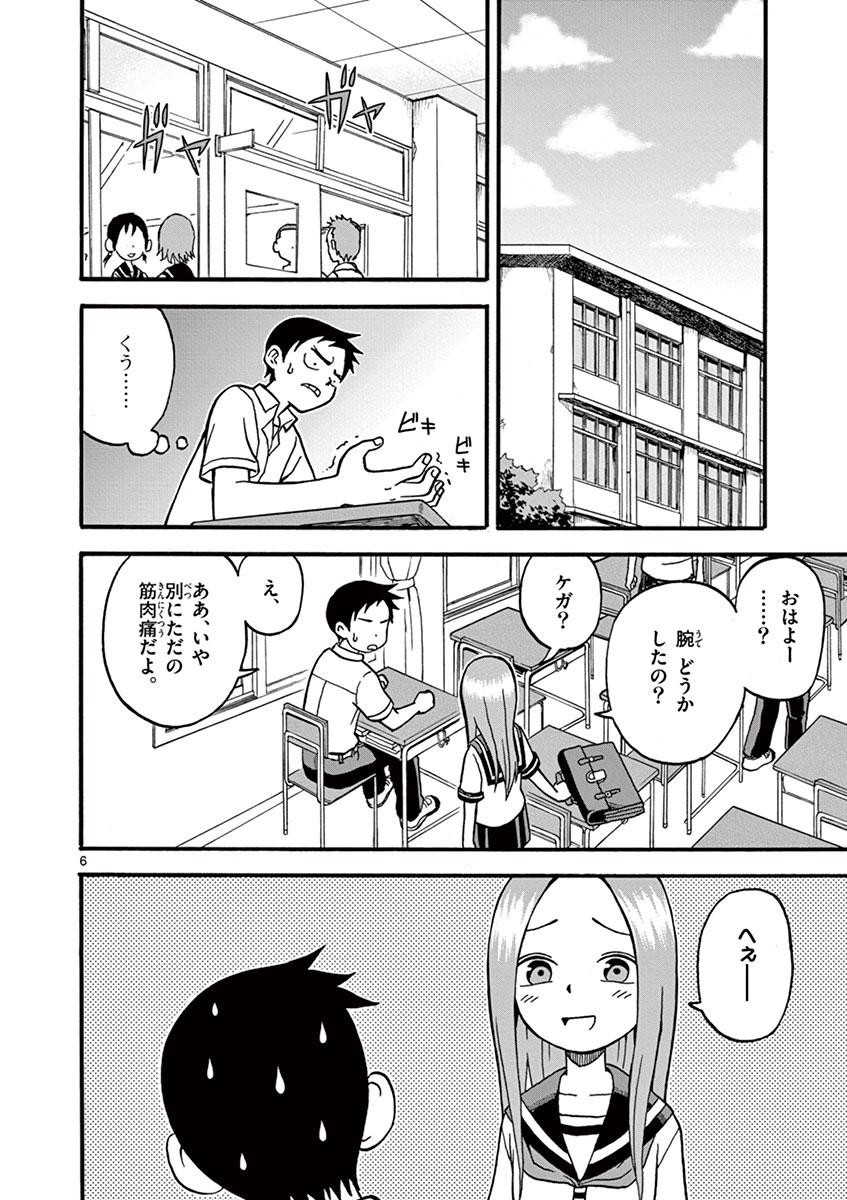 ガヤ
ガヤ
ビキ
ビキ
くう……
おはよー
……？
腕どうか
したの？
ケガ？
え、
ああ、いや
別にただの
筋肉痛だよ。
6
へぇー